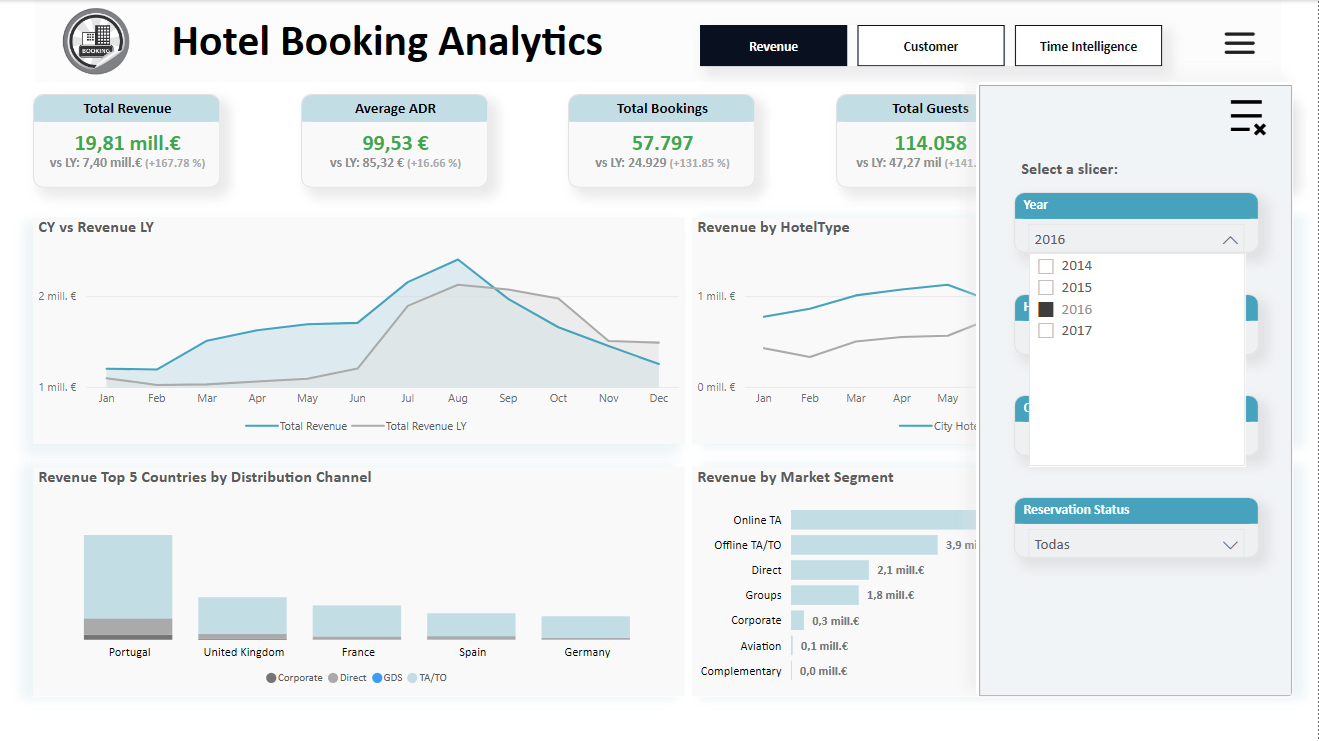 BOOKING
Hotel Booking Analytics
Revenue
Customer
Time Intelligence
Total Revenue
19,81 mill.€
vs LY: 7,40 mill.€ (+167.78 %)
Average ADR
99,53 €
vs LY: 85,32 € (+16.66 %)
Total Bookings
57.797
vs LY: 24.929 (+131.85 %)
Total Guests
114.058
vs LY: 47,27 mil (+141.
CY vs Revenue LY
2 mill. €
1 mill. €
Jan Feb Mar Apr May Jun Jul Aug Sep Oct Nov Dec
Total Revenue Total Revenue LY
Revenue by HotelType
1 mill. €
0 mill. €
Jan Feb Mar Apr May
City Hote
Revenue Top 5 Countries by Distribution Channel
Portugal United Kingdom France Spain Germany
Corporate Direct GDS TA/TO
Revenue by Market Segment
Online TA
Offline TA/TO 3,9 mi
Direct 2,1 mill.€
Groups 1,8 mill.€
Corporate 0,3 mill.€
Aviation 0,1 mill.€
Complementary 0,0 mill.€
Select a slicer:
Year
2016
2014
2015
2016
2017
Reservation Status
Todas